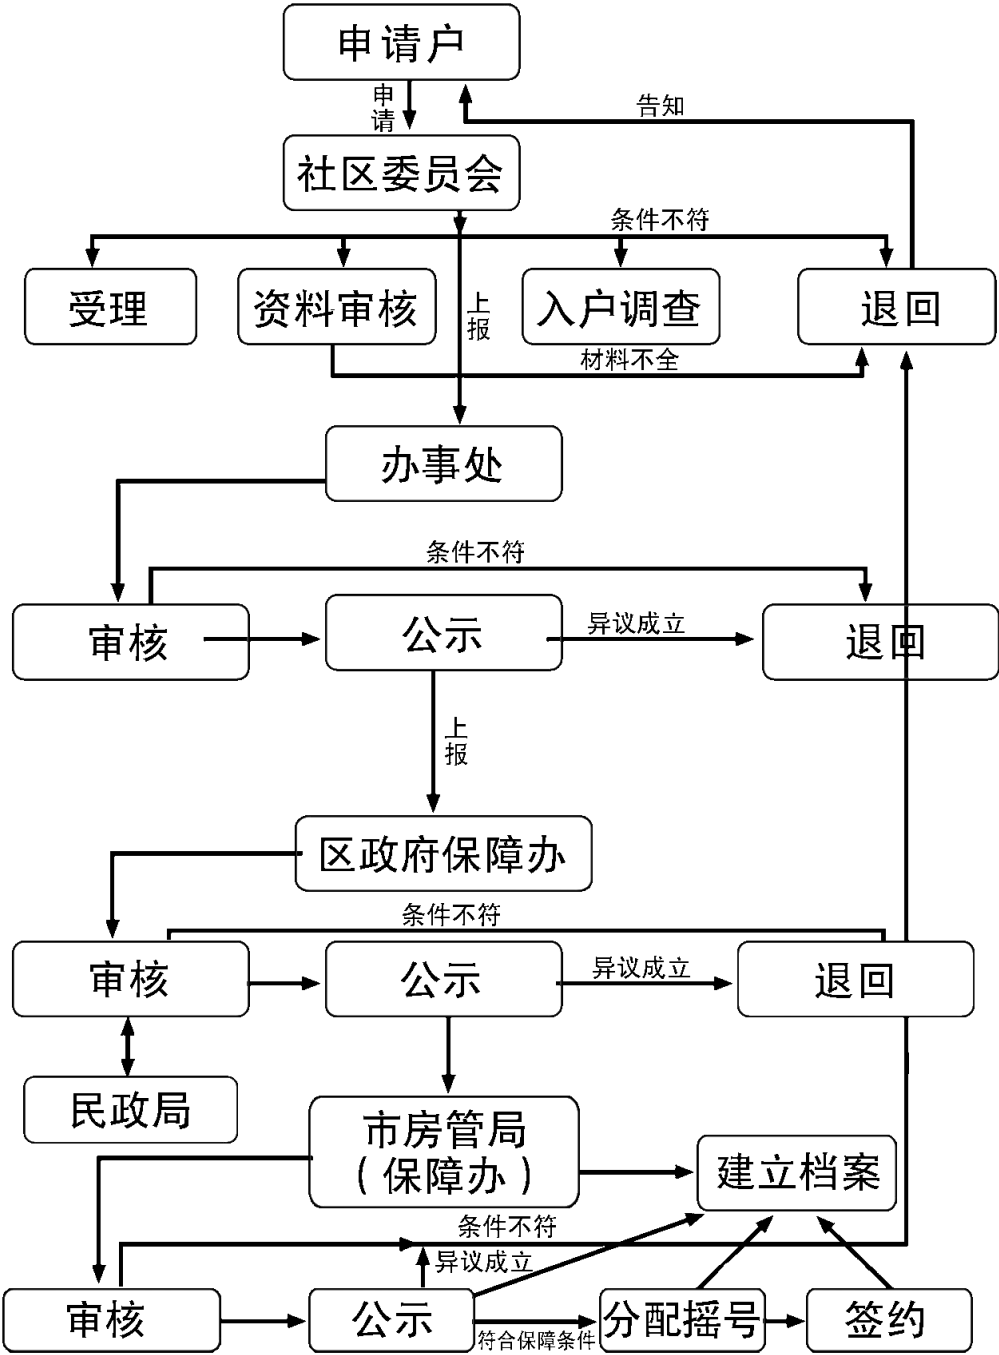 申请户
申请
告知
社区委员会
条件不符
受理
资料审核
上报
入户调查
退回
材料不全
办事处
条件不符
审核
公示
异议成立
退回
上报
区政府保障办
条件不符
审核
公示
异议成立
退回
民政局
市房管局
（保障办）
建立档案
条件不符
异议成立
审核
公示
符合保障条件
分配摇号
签约